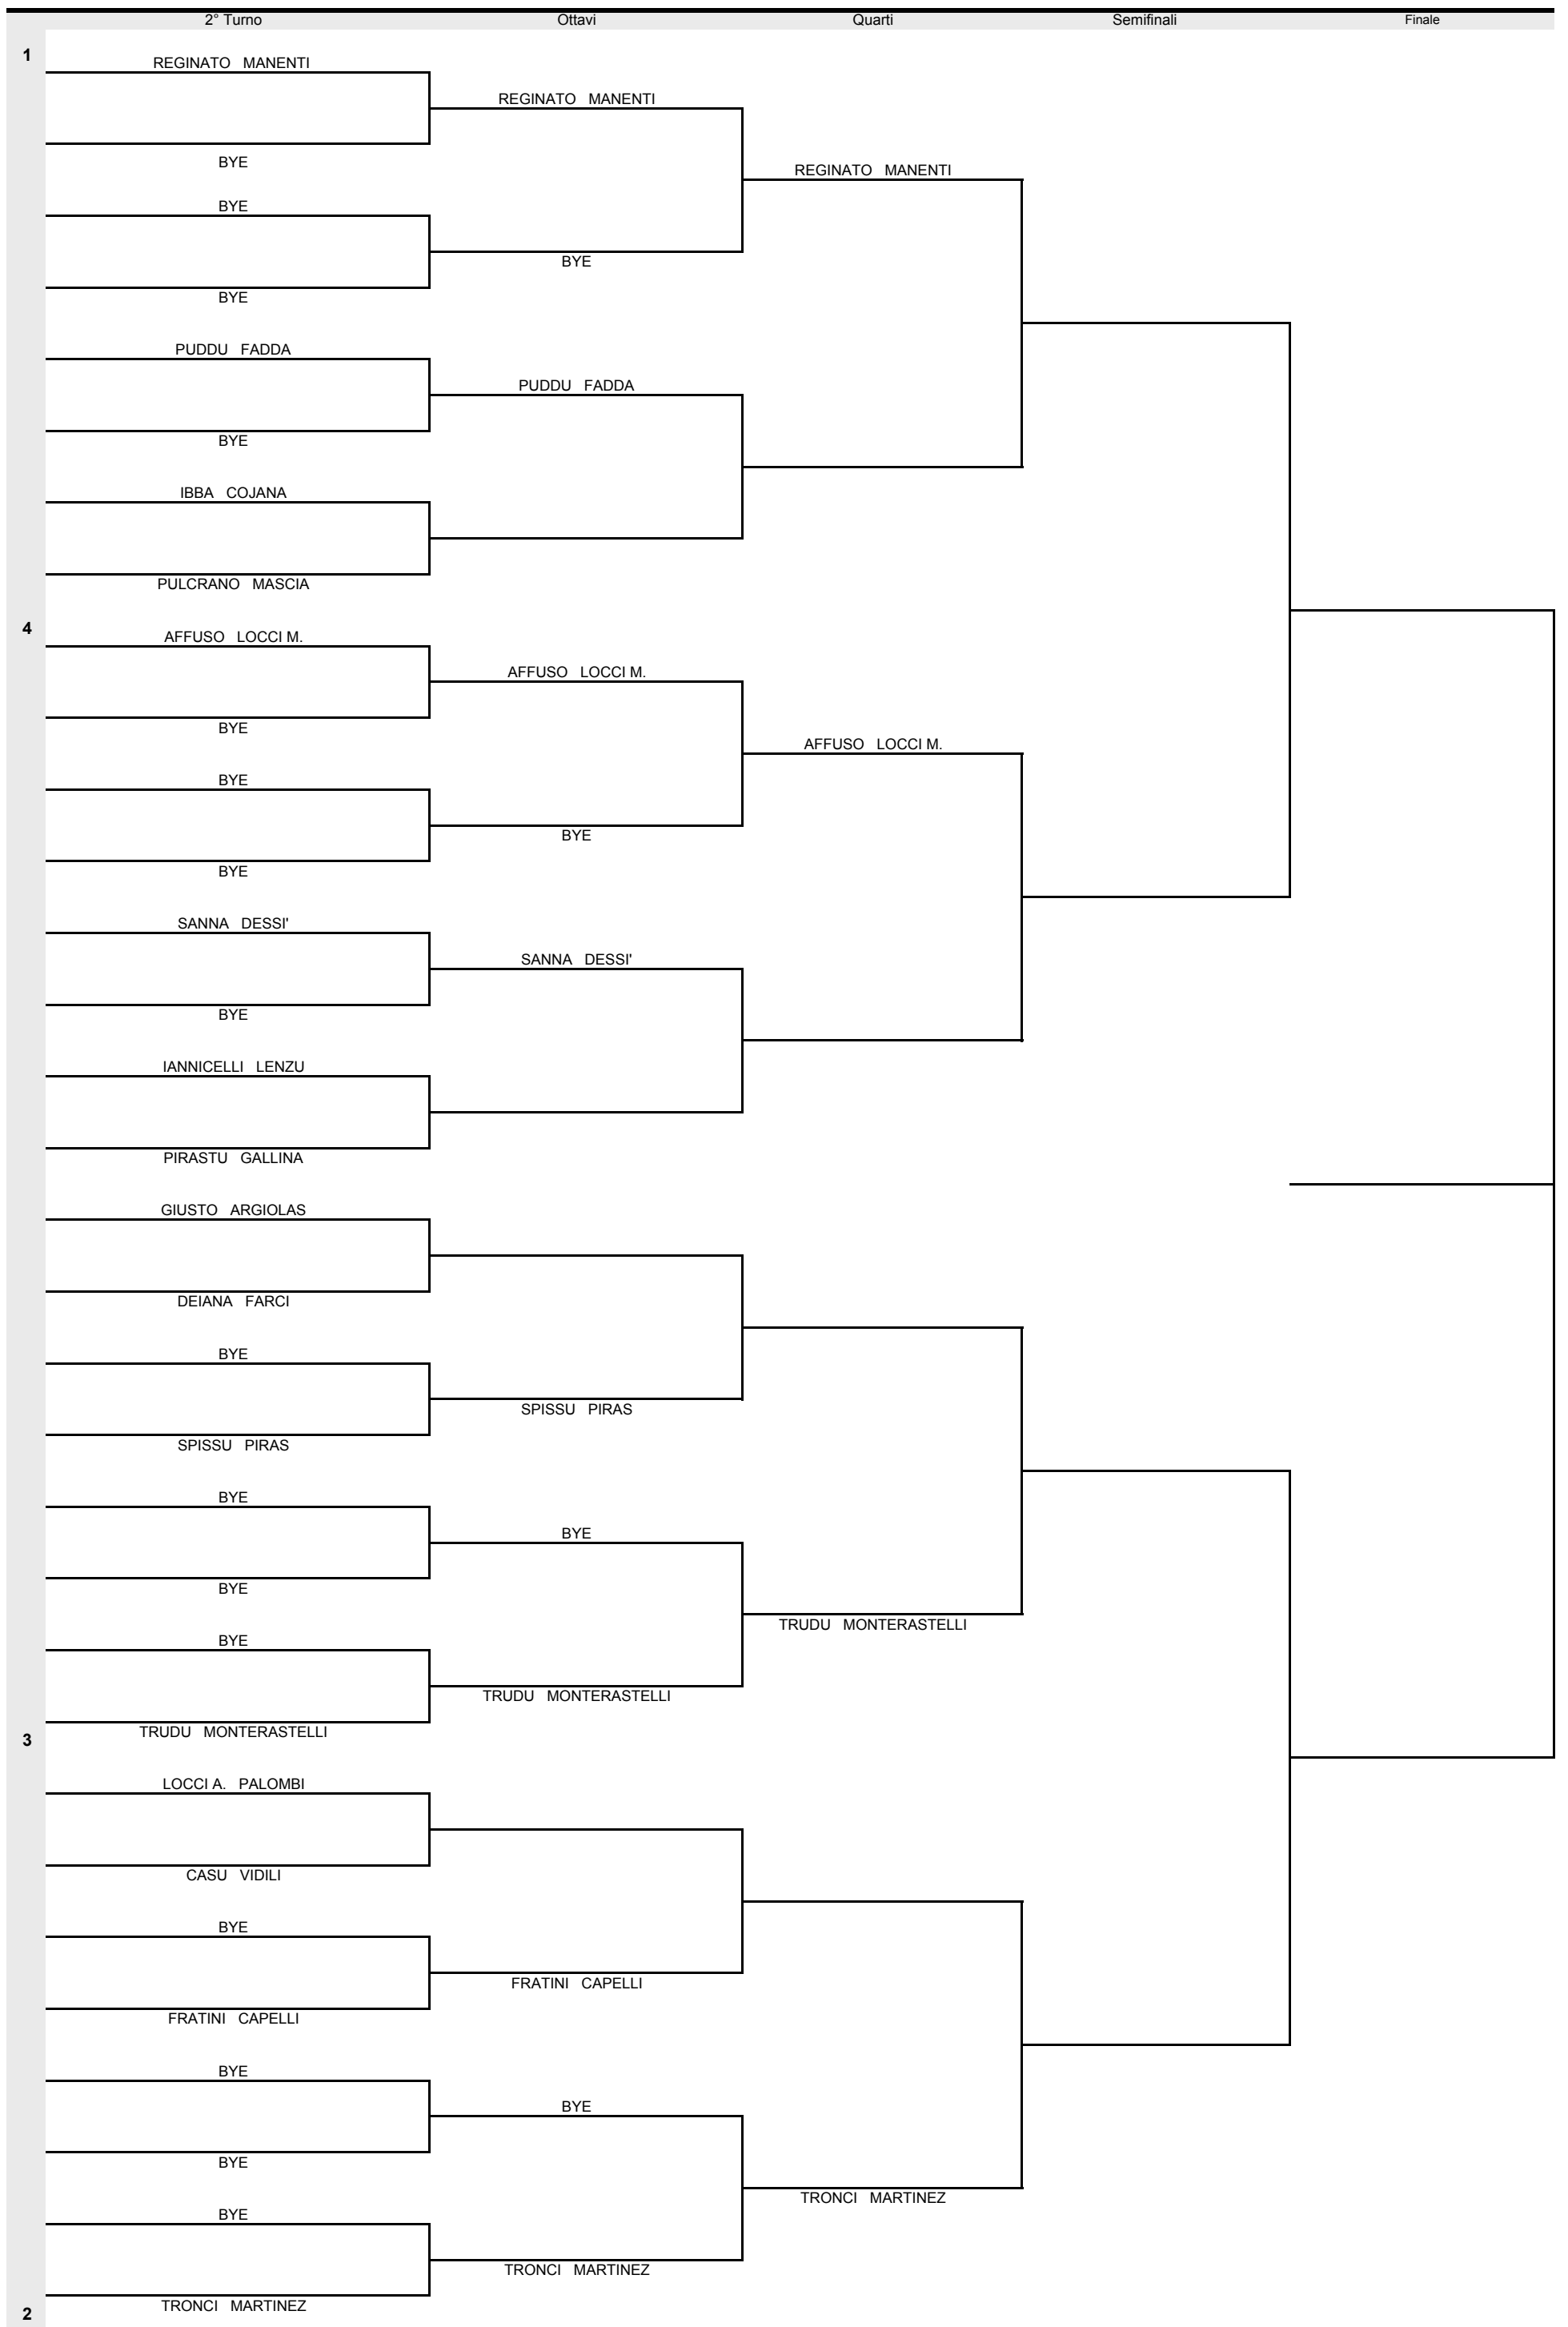 2° Turno Ottavi Quarti Semifinali Finale
1
REGINATO MANENTI
REGINATO MANENTI
BYE
REGINATO MANENTI
BYE
BYE
BYE
PUDDU FADDA
PUDDU FADDA
BYE
IBBA COJANA
PULCRANO MASCIA
4
AFFUSO LOCCI M.
AFFUSO LOCCI M.
BYE
AFFUSO LOCCI M.
BYE
BYE
BYE
SANNA DESSI'
SANNA DESSI'
BYE
IANNICELLI LENZU
PIRASTU GALLINA
GIUSTO ARGIOLAS
DEIANA FARCI
BYE
SPISSU PIRAS
SPISSU PIRAS
BYE
BYE
BYE
TRUDU MONTERASTELLI
BYE
TRUDU MONTERASTELLI
TRUDU MONTERASTELLI
3
LOCCI A. PALOMBI
CASU VIDILI
BYE
FRATINI CAPELLI
FRATINI CAPELLI
BYE
BYE
BYE
TRONCI MARTINEZ
BYE
TRONCI MARTINEZ
TRONCI MARTINEZ
2